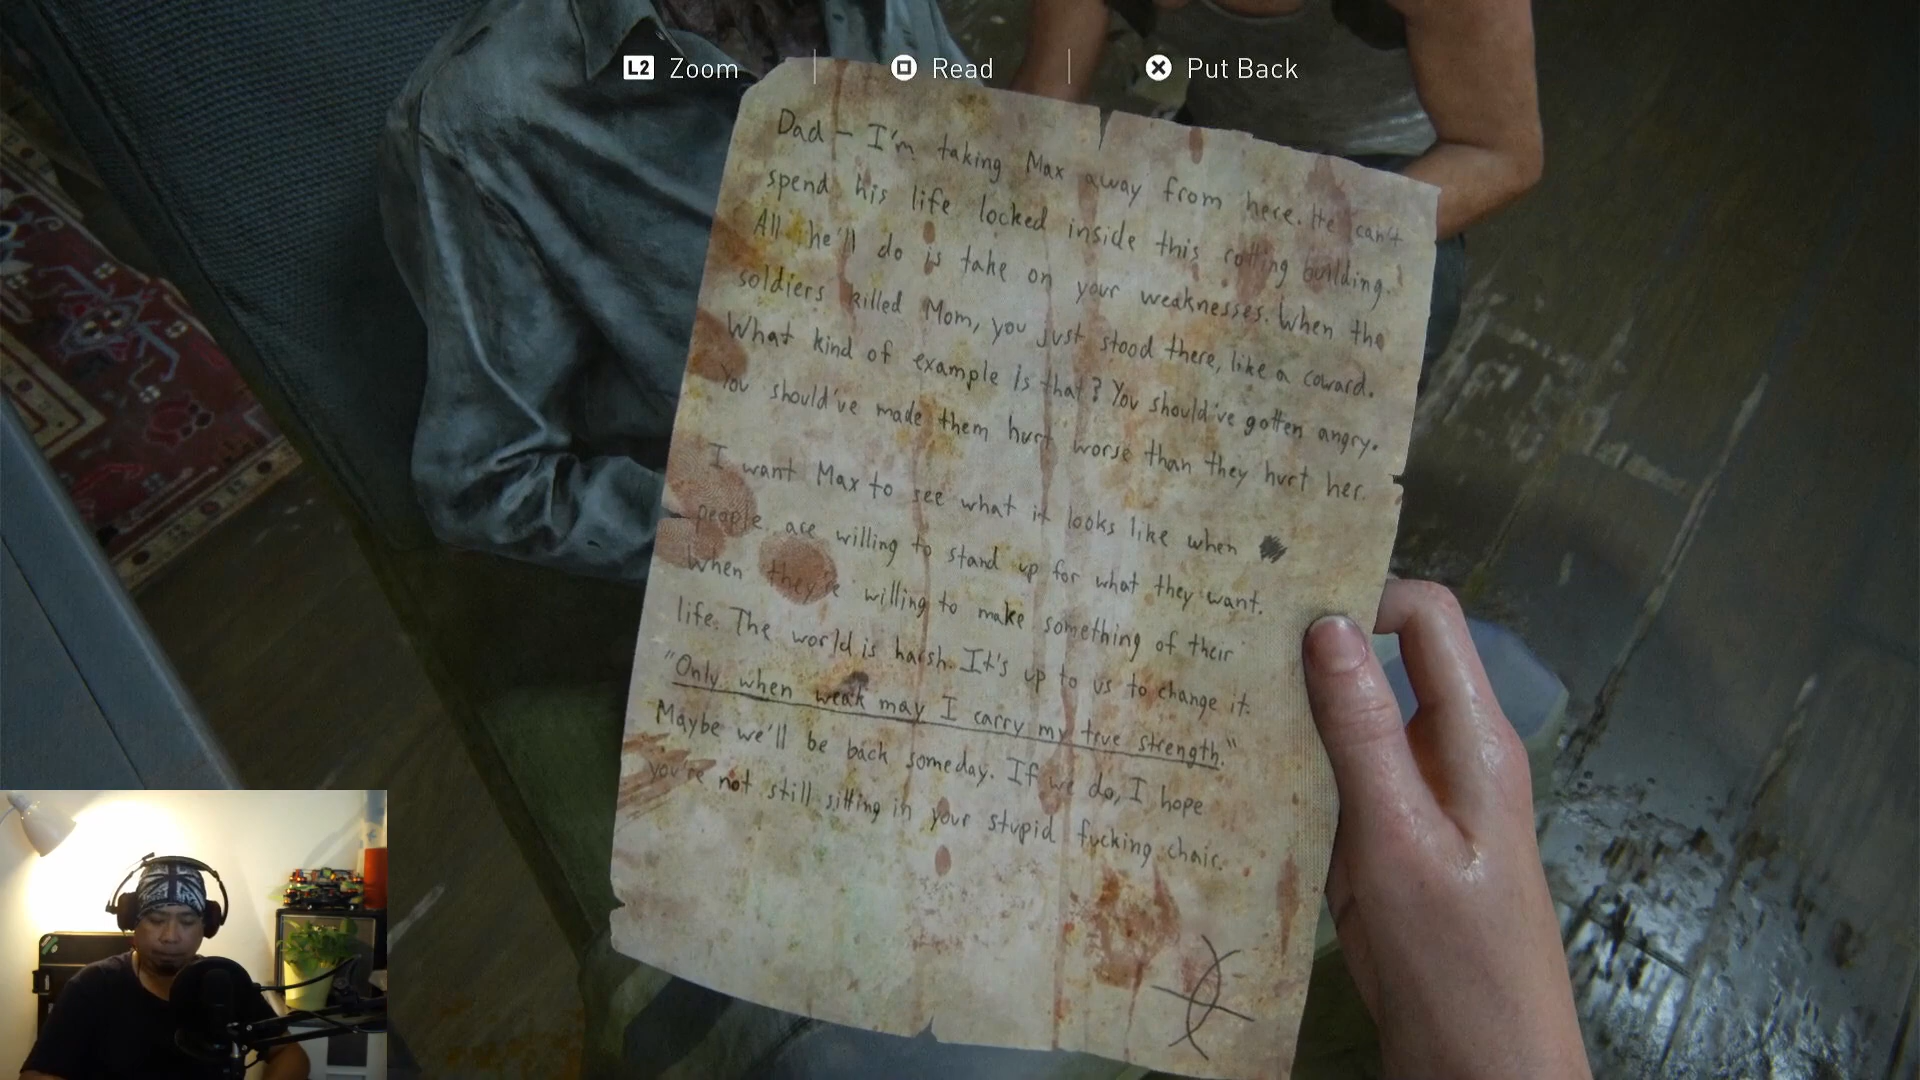 L2 Zoom Read Put Back
Dad – I'm taking Max away from here. He can't
spend his life locked inside this rotting building.
All he'll do is take on your weaknesses. When the
soldiers killed Mom, you just stood there, like a coward.
What kind of example is that? You should've gotten angry.
You should've made them hurt worse than they hurt her.
I want Max to see what it looks like when
people are willing to stand up for what they want.
When they're willing to make something of their
life. The world is harsh. It's up to us to change it.
"Only when weak may I carry my true strength."
Maybe we'll be back someday. If we do, I hope
you're not still sitting in your stupid fucking chair.